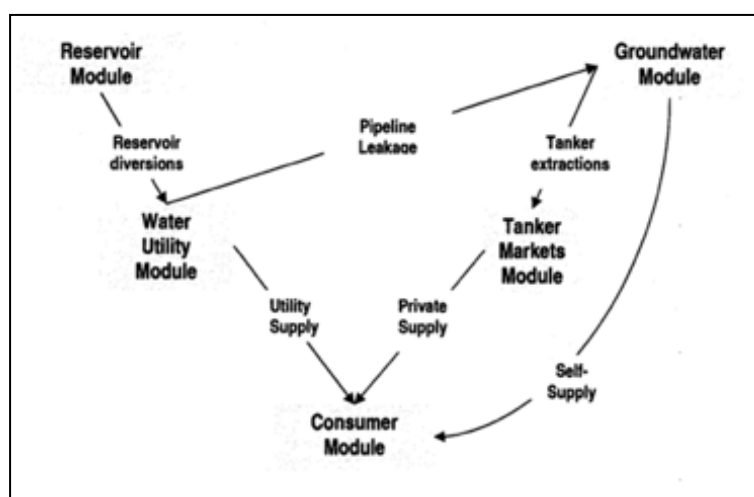 Reservoir
Module
Groundwater
Module
Pipeline
Leakage
Reservoir
diversions
Tanker
extractions
Water
Utility
Module
Tanker
Markets
Module
Utility
Supply
Private
Supply
Self-
Supply
Consumer
Module